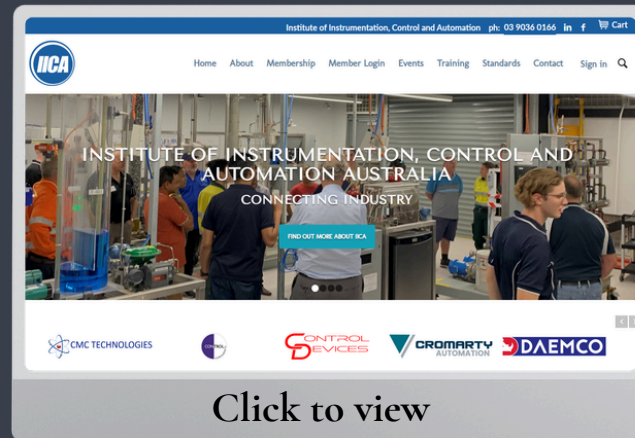 Institute of Instrumentation, Control and Automation ph: 03 9036 0166 in f Cart
IICA
Home About Membership Member Login Events Training Standards Contact Sign in
INSTITUTE OF INSTRUMENTATION, CONTROL AND
AUTOMATION AUSTRALIA
CONNECTING INDUSTRY
FIND OUT MORE ABOUT IICA
CMC TECHNOLOGIES
CONTROL
CONTROL
DEVICES
CROMARTY
AUTOMATION
DAEMCO
Click to view